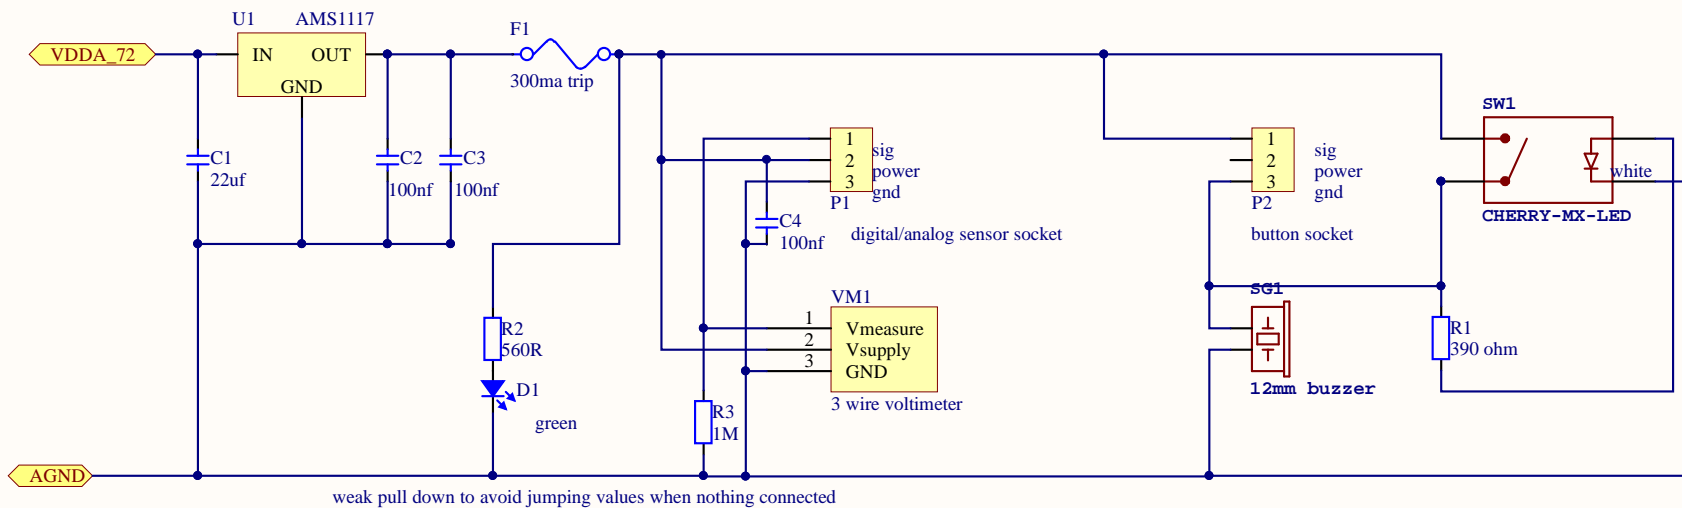 U1 AMS1117
VDDA_72
IN OUT
GND
F1
300ma trip
C1
22uf
C2
100nf
C3
100nf
1
2
3
sig
power
gnd
P1
C4
100nf
digital/analog sensor socket
1
2
3
sig
power
gnd
P2
button socket
SW1
white
CHERRY-MX-LED
R2
560R
D1
green
VM1
1 Vmeasure
2 Vsupply
3 GND
3 wire voltimeter
R3
1M
SG1
12mm buzzer
R1
390 ohm
AGND
weak pull down to avoid jumping values when nothing connected